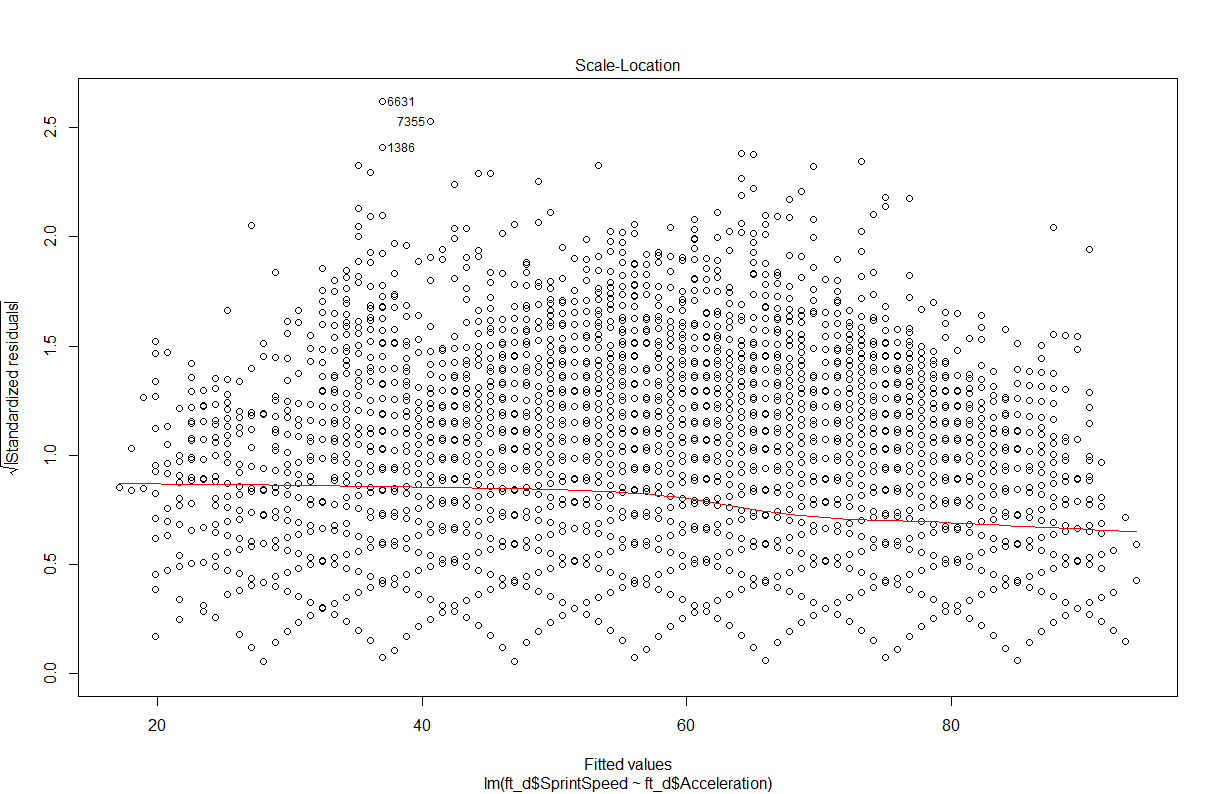 Scale-Location
6631
7355
1386
2.5
2.0
1.5
1.0
0.5
0.0
√|Standardized residuals|
20 40 60 80
Fitted values
lm(ft_d$SprintSpeed ~ ft_d$Acceleration)